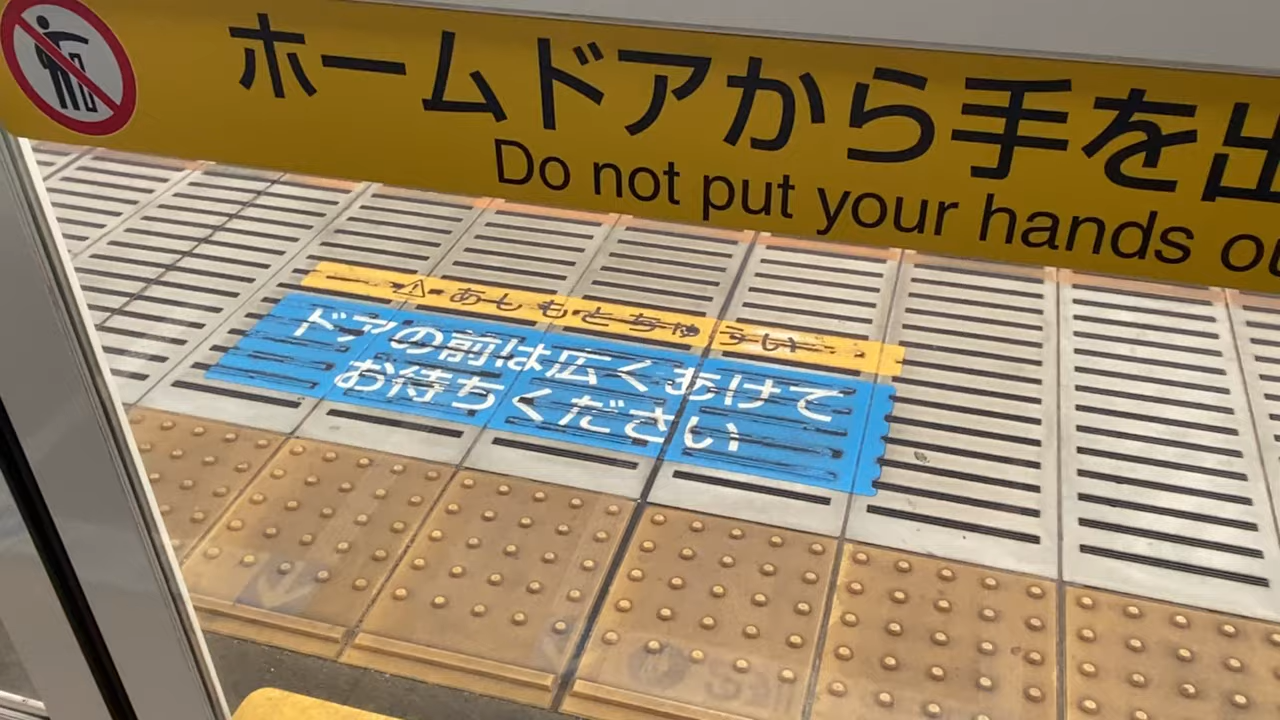 ホームドアから手を出
Do not put your hands ou
あしもとちゅうい
ドアの前は広くあけて
お待ちください